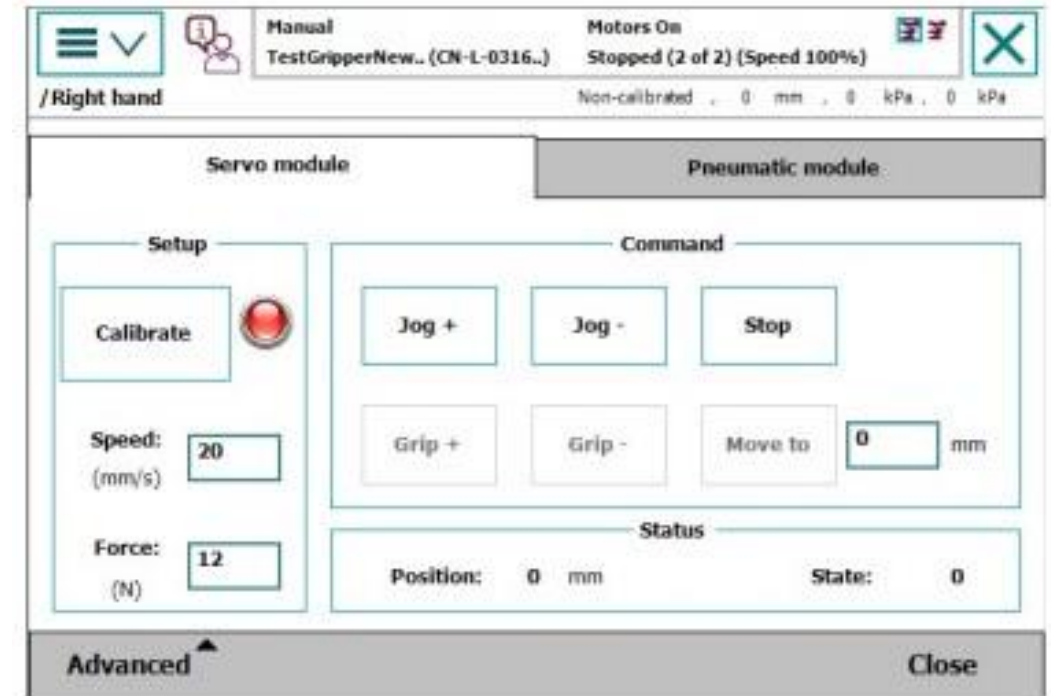 Manual Motors On
TestGripperNew.. (CN-L-0316..) Stopped (2 of 2) (Speed 100%)
/Right hand Non-calibrated , 0 mm , 0 kPa , 0 kPa
Servo module Pneumatic module
Setup
Calibrate
Speed: 20
(mm/s)
Force: 12
(N)
Command
Jog + Jog - Stop
Grip + Grip - Move to 0 mm
Status
Position: 0 mm State: 0
Advanced Close